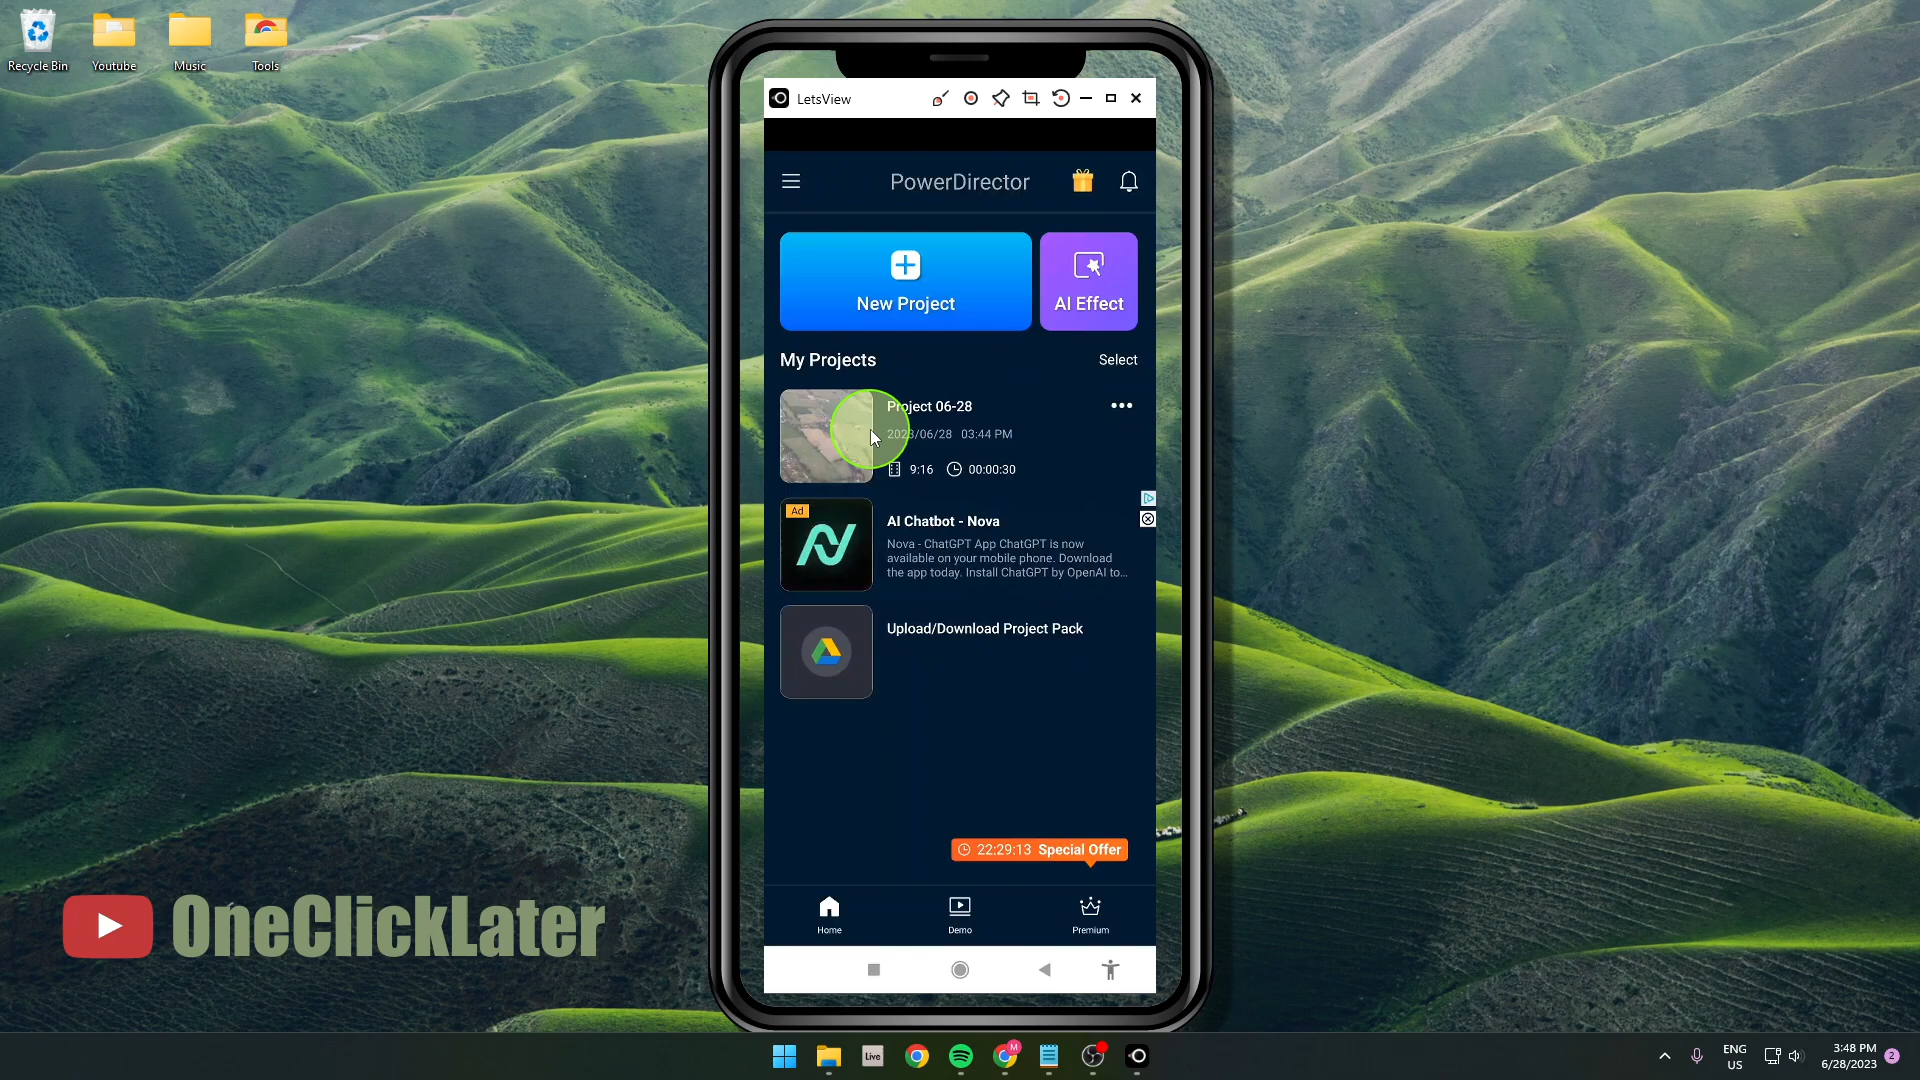 Recycle Bin
Youtube
Music
Tools
LetsView
PowerDirector
New Project
AI Effect
My Projects
Select
Project 06-28
2023/06/28 03:44 PM
9:16 00:00:30
Ad
AI Chatbot - Nova
Nova - ChatGPT App ChatGPT is now
available on your mobile phone. Download
the app today. Install ChatGPT by OpenAI to...
Upload/Download Project Pack
22:29:13 Special Offer
Home
Demo
Premium
OneClickLater
Live
M
ENG
US
3:48 PM
6/28/2023
2